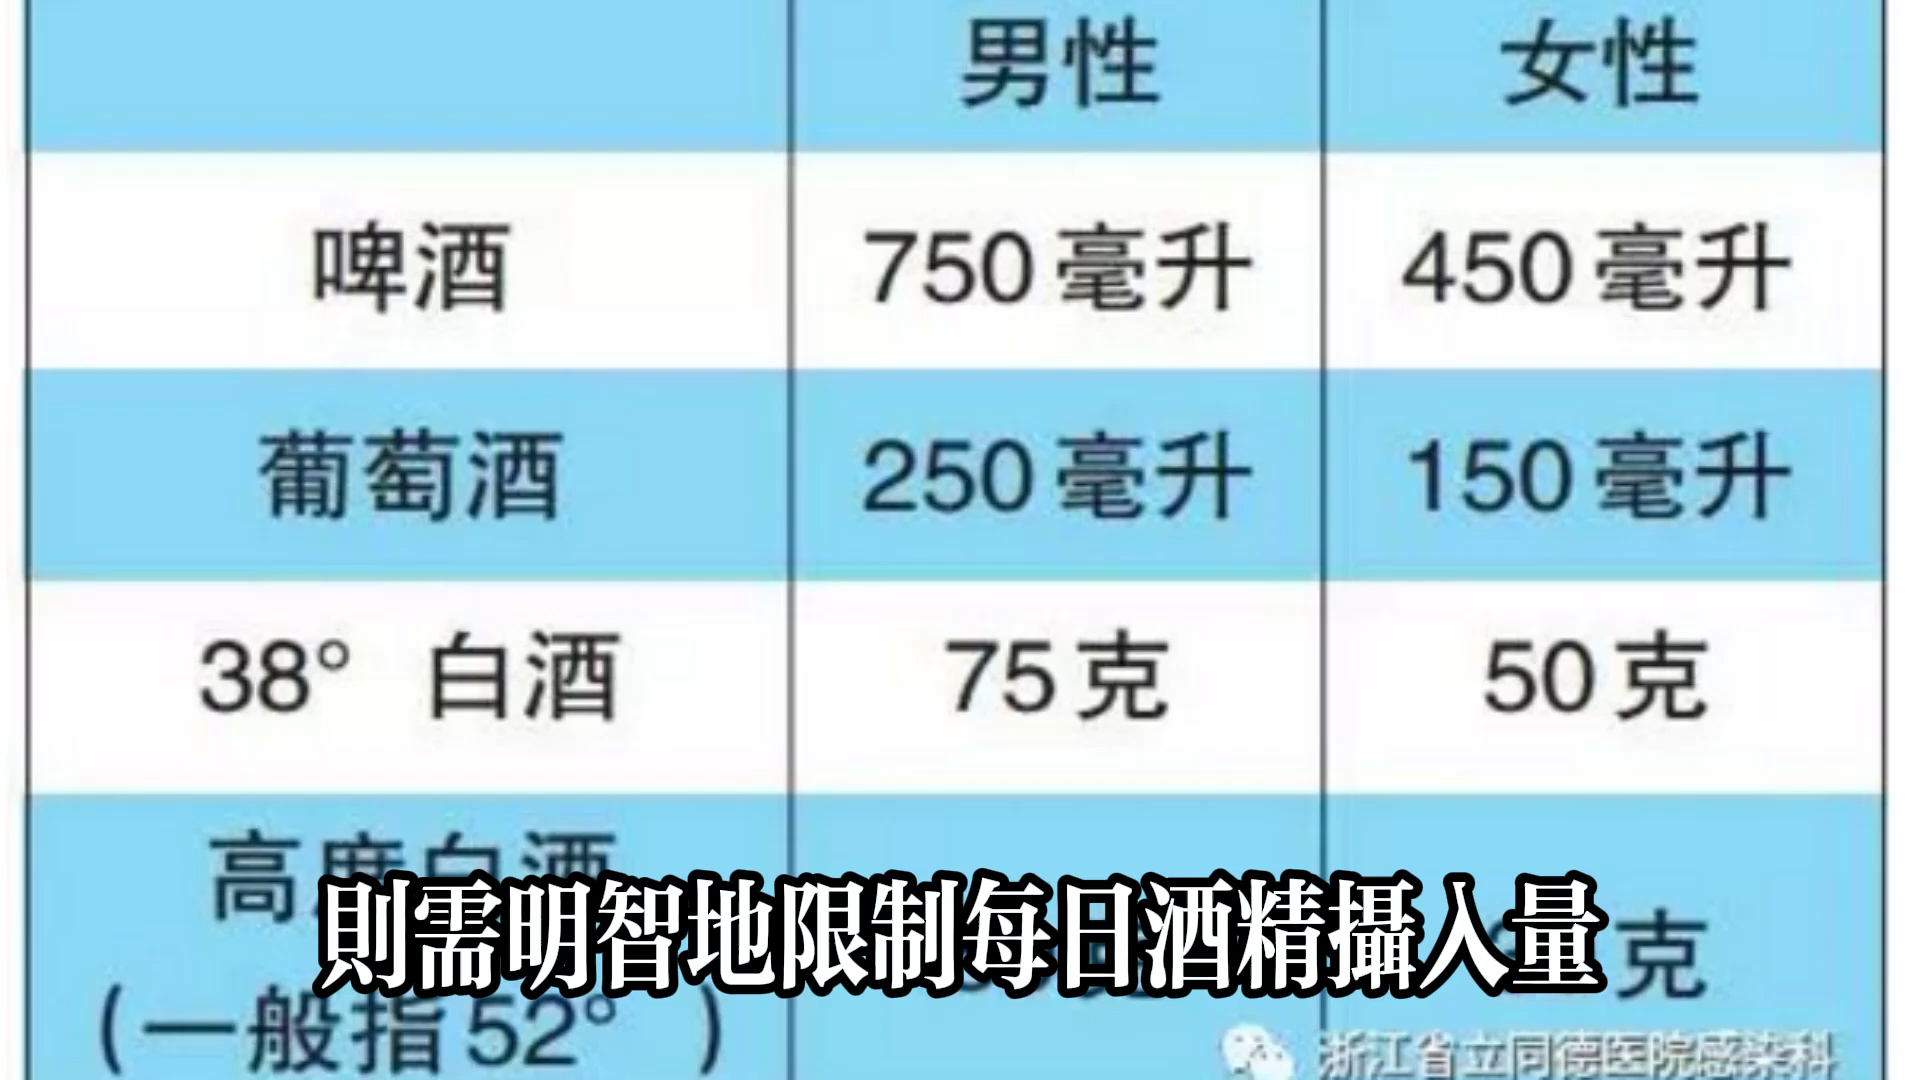 男性 女性
啤酒 750毫升 450毫升
葡萄酒 250毫升 150毫升
38° 白酒 75克 50克
高度白酒
克
(一般指52°)
則需明智地限制每日酒精攝入量
浙江省立同德医院感染科